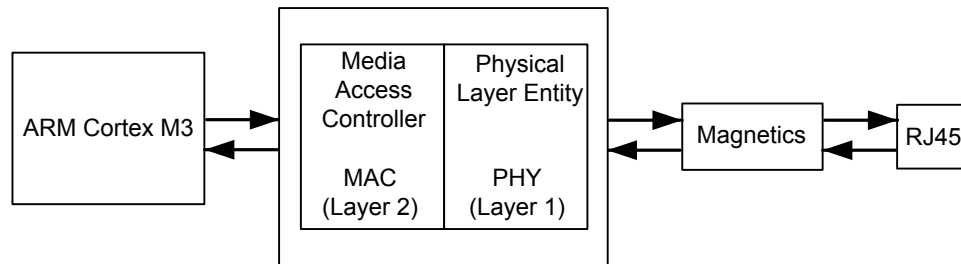 ARM Cortex M3
Media
Access
Controller
MAC
(Layer 2)
Physical
Layer Entity
PHY
(Layer 1)
Magnetics
RJ45